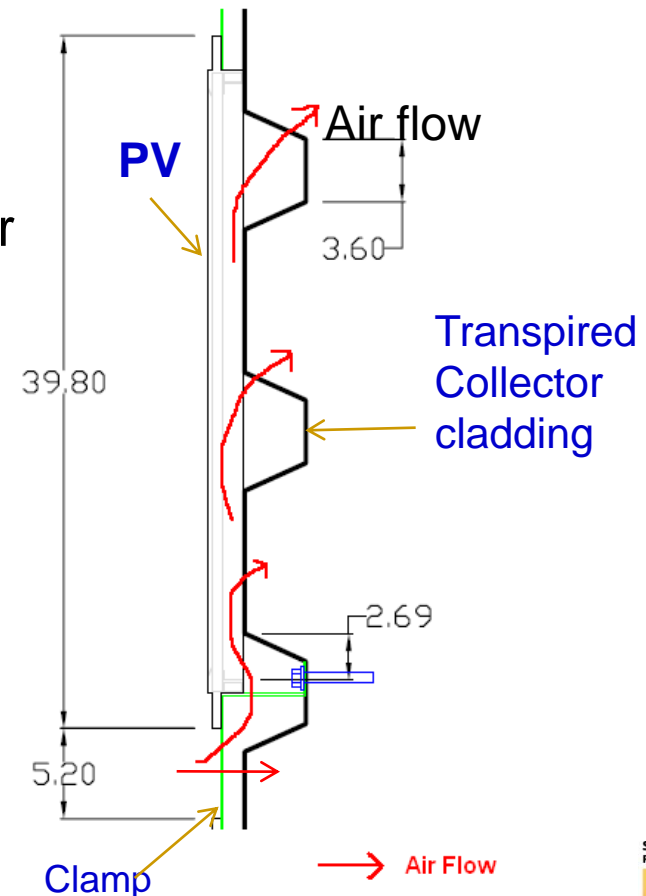 Air flow
PV
r
3.60
Transpired
Collector
cladding
39.80
2.69
5.20
Air Flow
Clamp